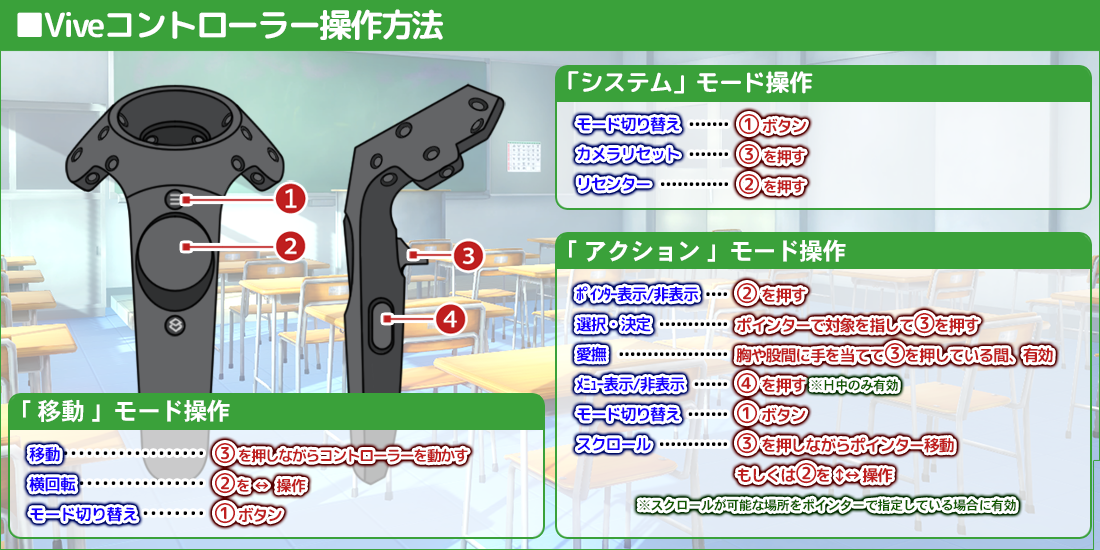 ■Viveコントローラー操作方法
1
2
3
4
「システム」モード操作
モード切り替え ······· ①ボタン
カメラリセット ······· ③を押す
リセンター ············ ②を押す
「 アクション 」モード操作
ポインター表示/非表示 ···· ②を押す
選択・決定 ············ ポインターで対象を指して③を押す
愛撫 ··················· 胸や股間に手を当てて③を押している間、有効
メニュー表示/非表示 ······ ④を押す ※H中のみ有効
モード切り替え ······· ①ボタン
スクロール ············ ③を押しながらポインター移動
もしくは②を↕↔操作
※スクロールが可能な場所をポインターで指定している場合に有効
「 移動 」モード操作
移動 ·················· ③を押しながらコントローラーを動かす
横回転 ················ ②を↔ 操作
モード切り替え ········ ①ボタン